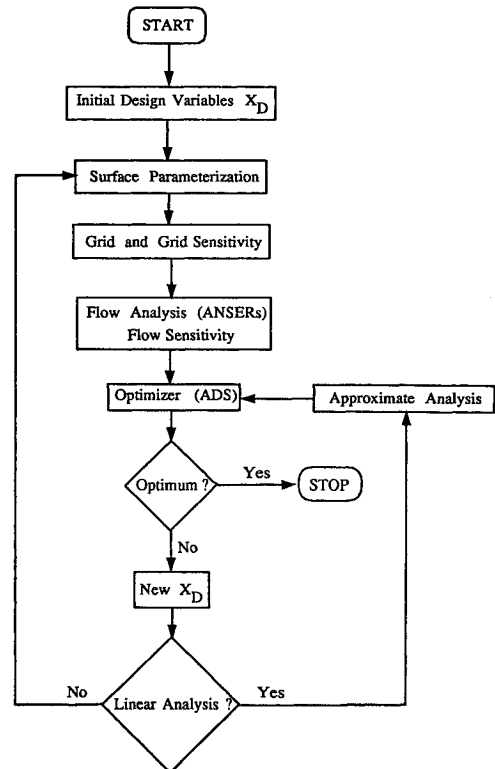 START
Initial Design Variables X_D
Surface Parameterization
Grid and Grid Sensitivity
Flow Analysis (ANSERs)
Flow Sensitivity
Optimizer (ADS)
Approximate Analysis
Optimum ?
Yes
STOP
No
New X_D
No
Linear Analysis ?
Yes